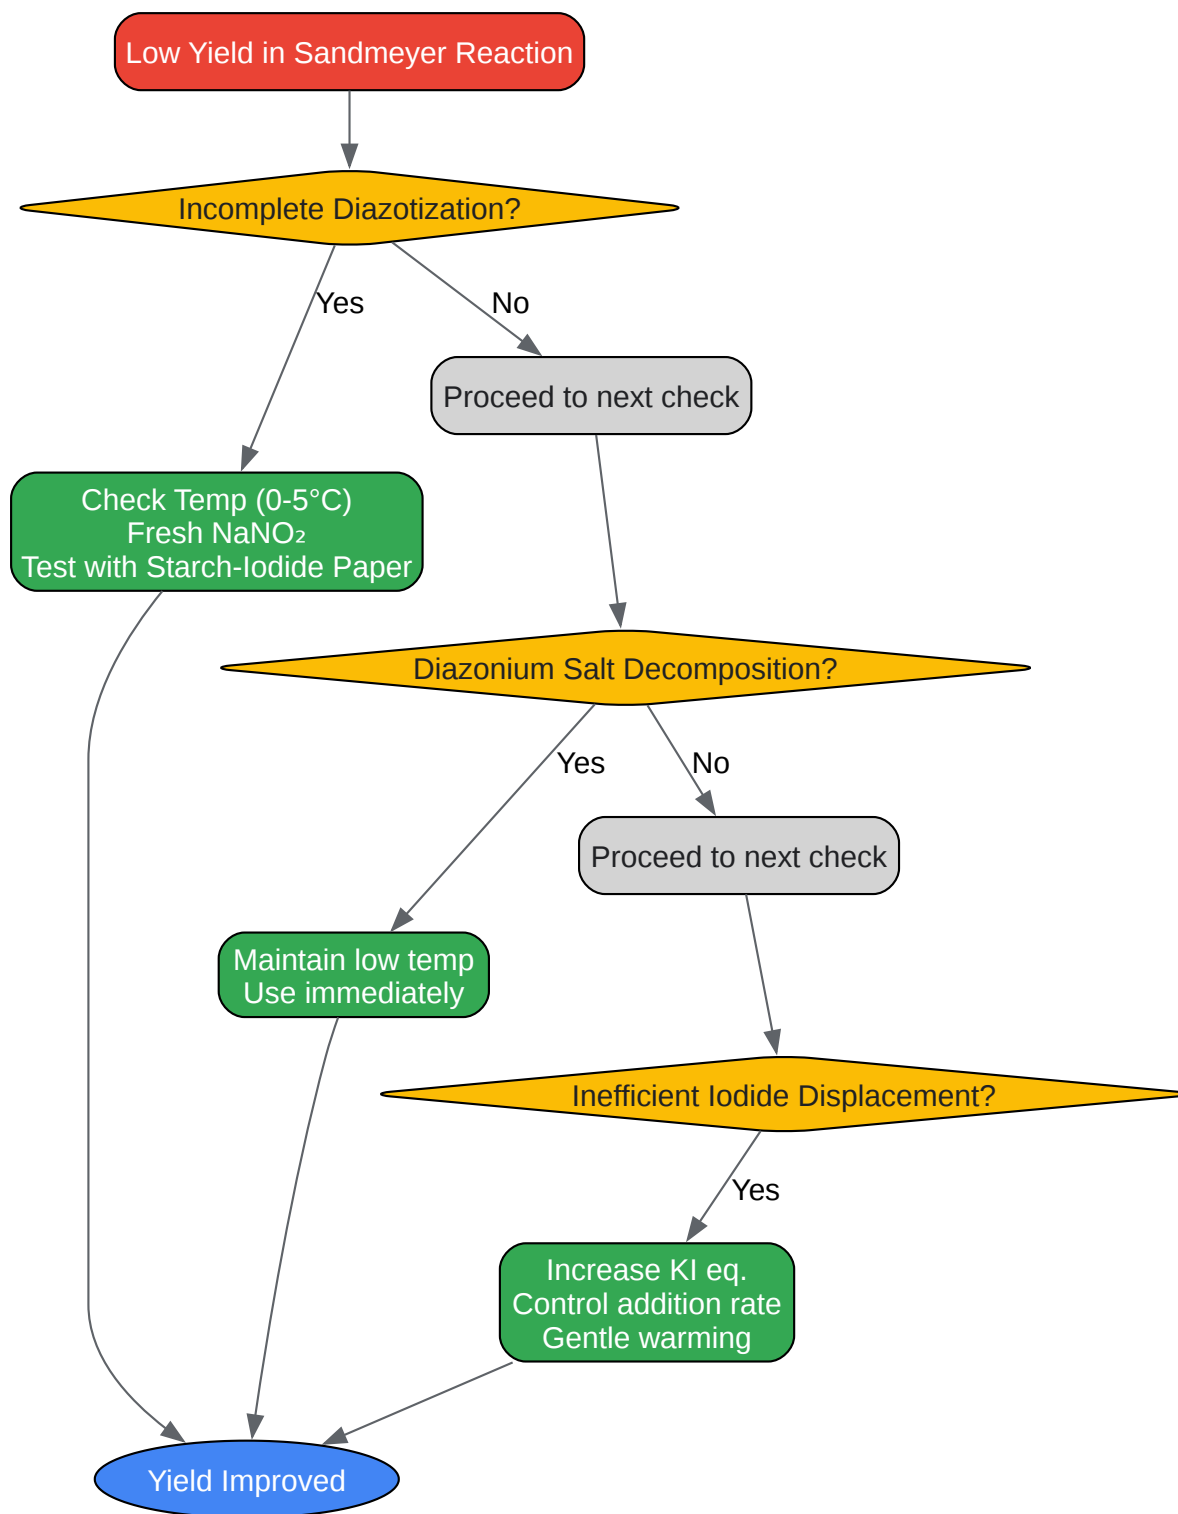 Low Yield in Sandmeyer Reaction
Incomplete Diazotization?
Yes
No
Proceed to next check
Check Temp (0-5°C)
Fresh NaNO₂
Test with Starch-Iodide Paper
Diazonium Salt Decomposition?
Yes
No
Proceed to next check
Maintain low temp
Use immediately
Inefficient Iodide Displacement?
Yes
Increase KI eq.
Control addition rate
Gentle warming
Yield Improved